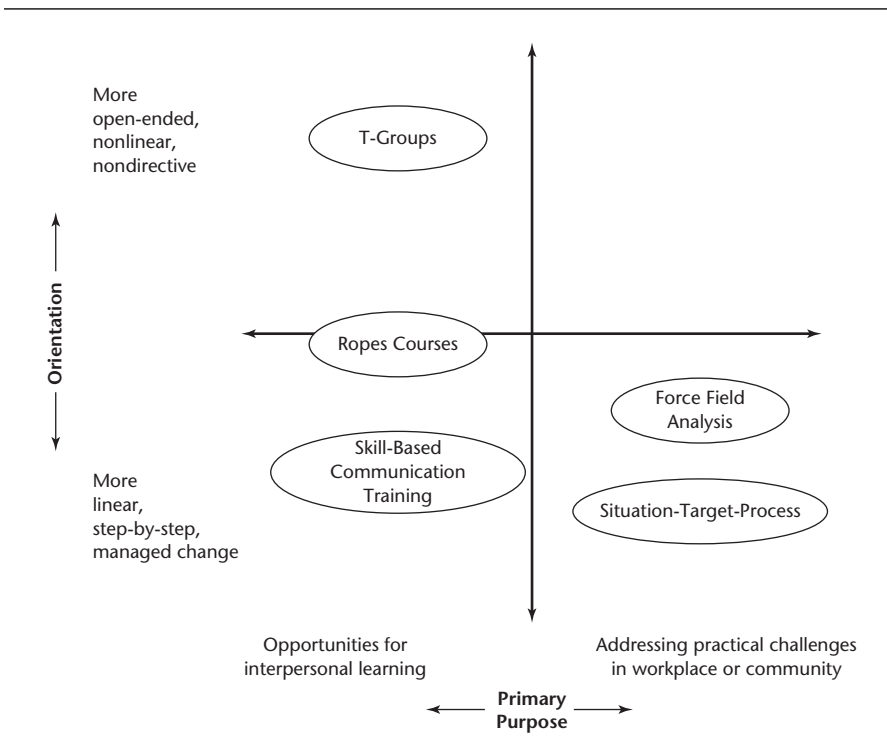 More
open-ended,
nonlinear,
nondirective
T-Groups
Orientation
Ropes Courses
Force Field
Analysis
Skill-Based
Communication
Training
More
linear,
step-by-step,
managed change
Situation-Target-Process
Opportunities for
interpersonal learning
Addressing practical challenges
in workplace or community
Primary
Purpose